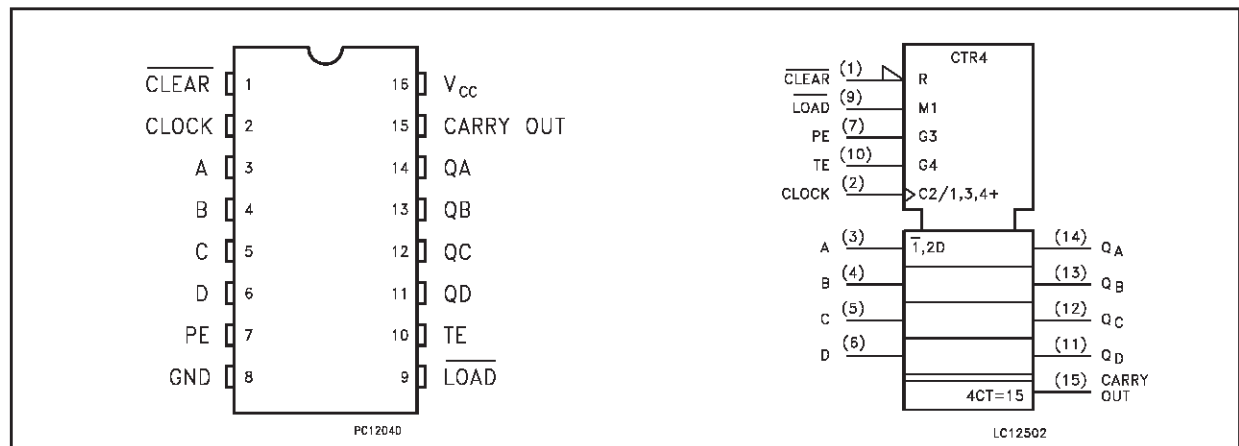 CLEAR 1 16 VCC
CLOCK 2 15 CARRY OUT
A 3 14 QA
B 4 13 QB
C 5 12 QC
D 6 11 QD
PE 7 10 TE
GND 8 9 LOAD
PC12040
CTR4
CLEAR (1) R
LOAD (9) M1
PE (7) G3
TE (10) G4
CLOCK (2) C2/1,3,4+
A (3) 1,2D (14) QA
B (4) (13) QB
C (5) (12) QC
D (6) (11) QD
4CT=15 (15) CARRY
OUT
LC12502